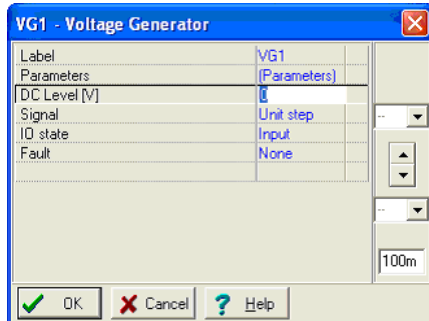 VG1 - Voltage Generator
Label VG1
Parameters (Parameters)
DC Level [V] 0
Signal Unit step
IO state Input
Fault None
--
--
100m
OK Cancel ? Help